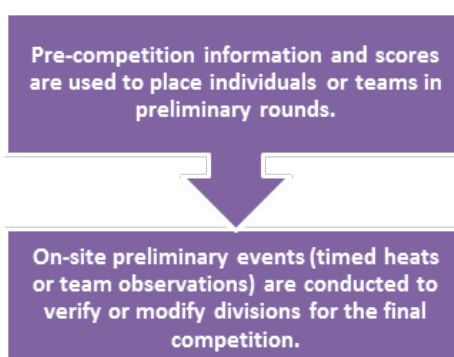 Pre-competition information and scores
are used to place individuals or teams in
preliminary rounds.
On-site preliminary events (timed heats
or team observations) are conducted to
verify or modify divisions for the final
competition.